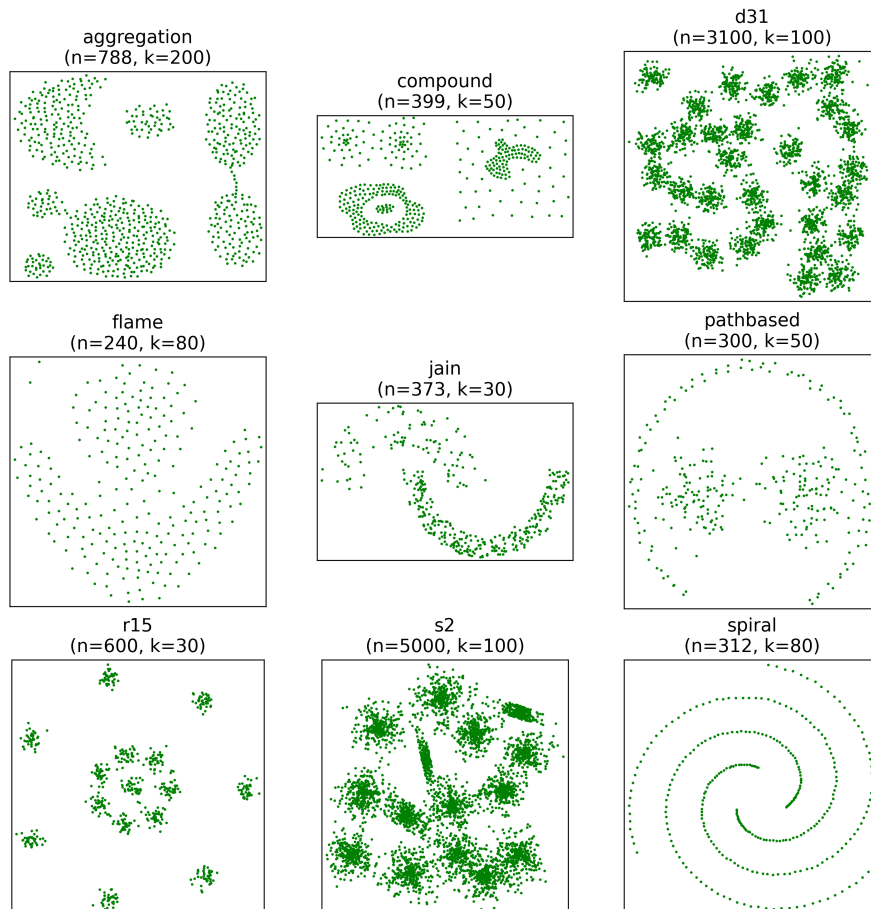 aggregation
(n=788, k=200)
compound
(n=399, k=50)
d31
(n=3100, k=100)
flame
(n=240, k=80)
jain
(n=373, k=30)
pathbased
(n=300, k=50)
r15
(n=600, k=30)
s2
(n=5000, k=100)
spiral
(n=312, k=80)